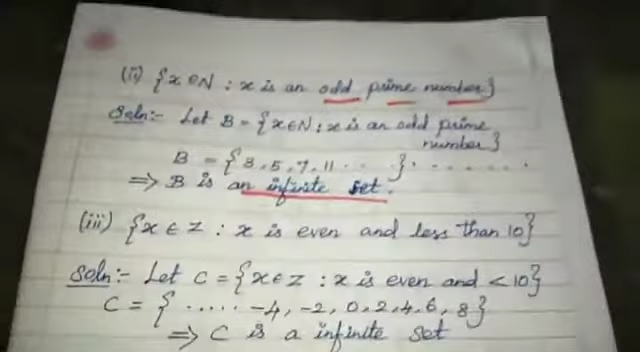 (ii) {x ∈ N : x is an odd prime number}
Soln:- Let B = {x ∈ N : x is an odd prime
number}
B = {3, 5, 7, 11 . . . } . . . . . . .
⟹ B is an infinite set.
(iii) {x ∈ Z : x is even and less than 10}
Soln:- Let C = {x ∈ Z : x is even and < 10}
C = { ..... -4, -2, 0, 2, 4, 6, 8}
⟹ C is a infinite set